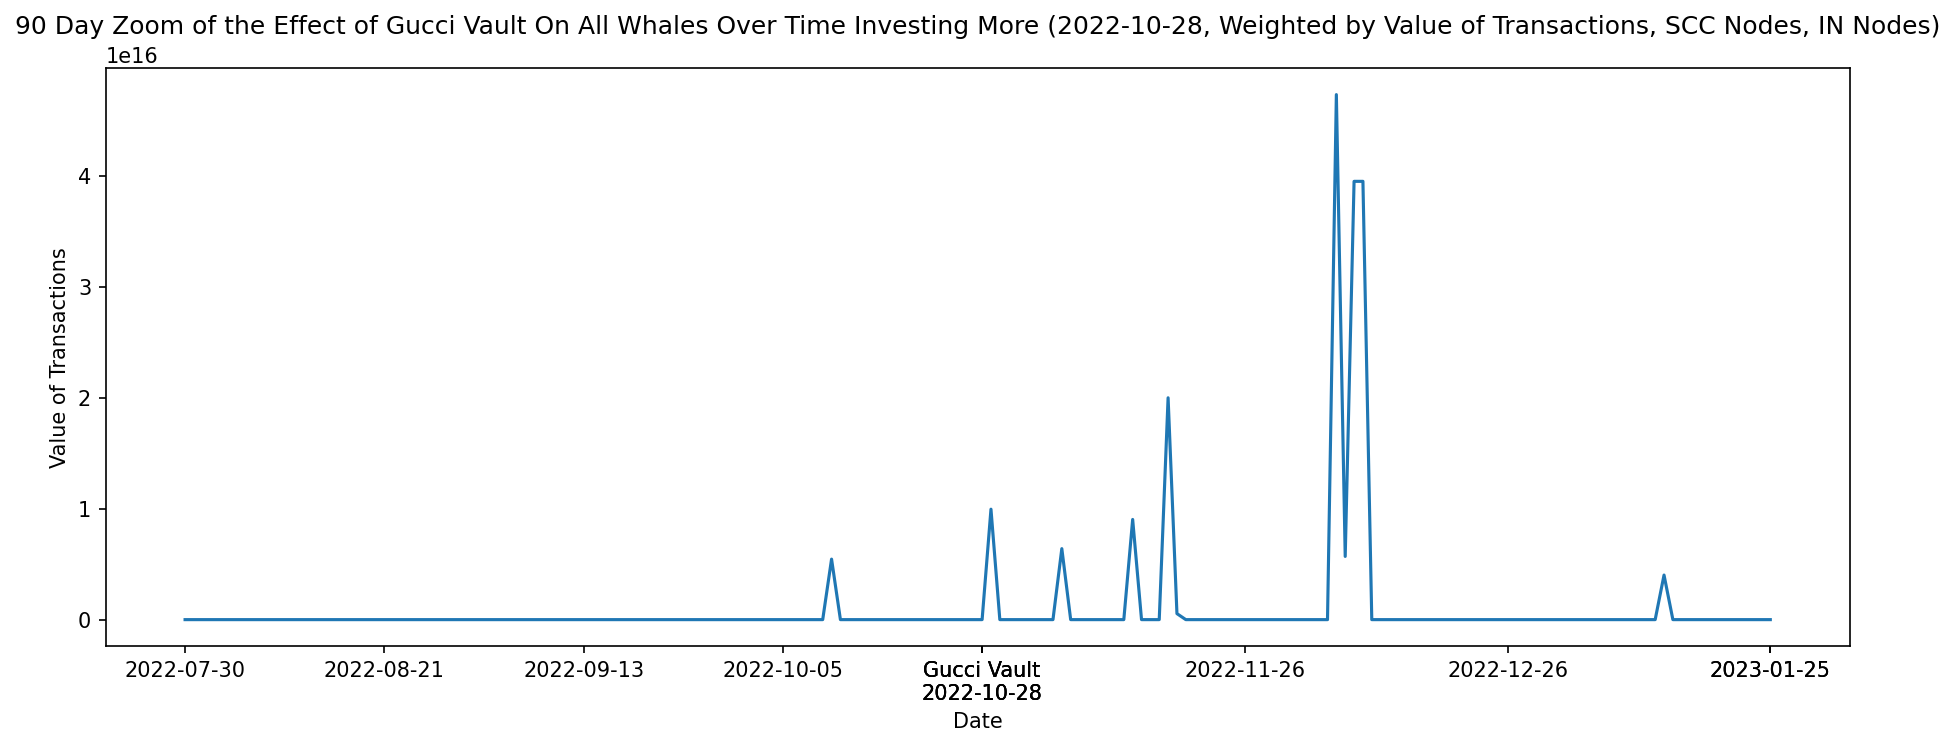 90 Day Zoom of the Effect of Gucci Vault On All Whales Over Time Investing More (2022-10-28, Weighted by Value of Transactions, SCC Nodes, IN Nodes)
1e16
4
3
2
1
0
Value of Transactions
2022-07-30
2022-08-21
2022-09-13
2022-10-05
Gucci Vault
2022-10-28
2022-11-26
2022-12-26
2023-01-25
Date